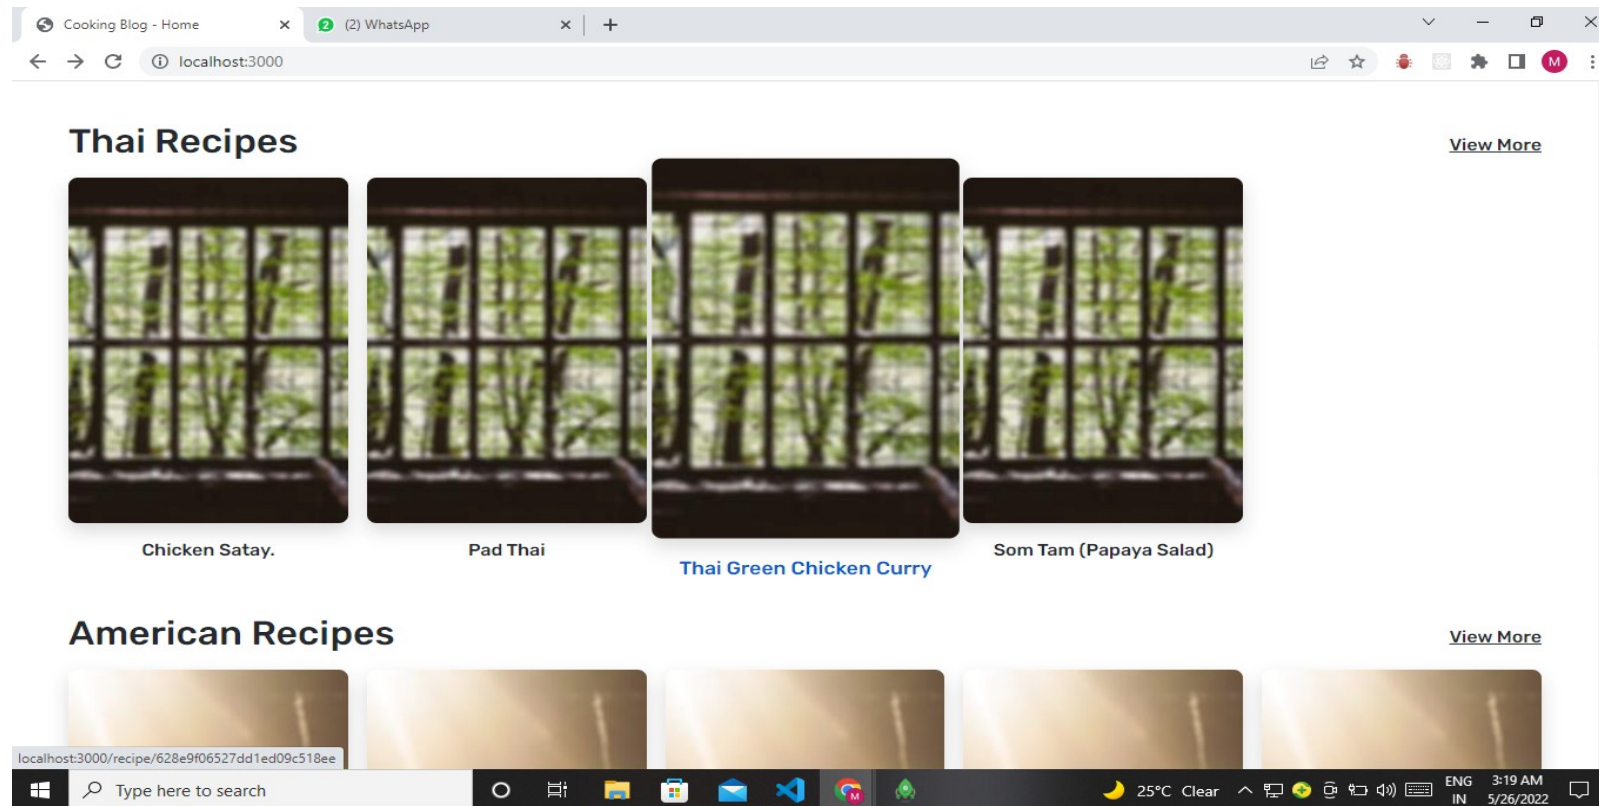 Cooking Blog - Home
2 (2) WhatsApp
localhost:3000
M
Thai Recipes
View More
Chicken Satay.
Pad Thai
Thai Green Chicken Curry
Som Tam (Papaya Salad)
American Recipes
View More
localhost:3000/recipe/628e9f06527dd1ed09c518ee
Type here to search
M
25°C Clear
ENG
IN
3:19 AM
5/26/2022